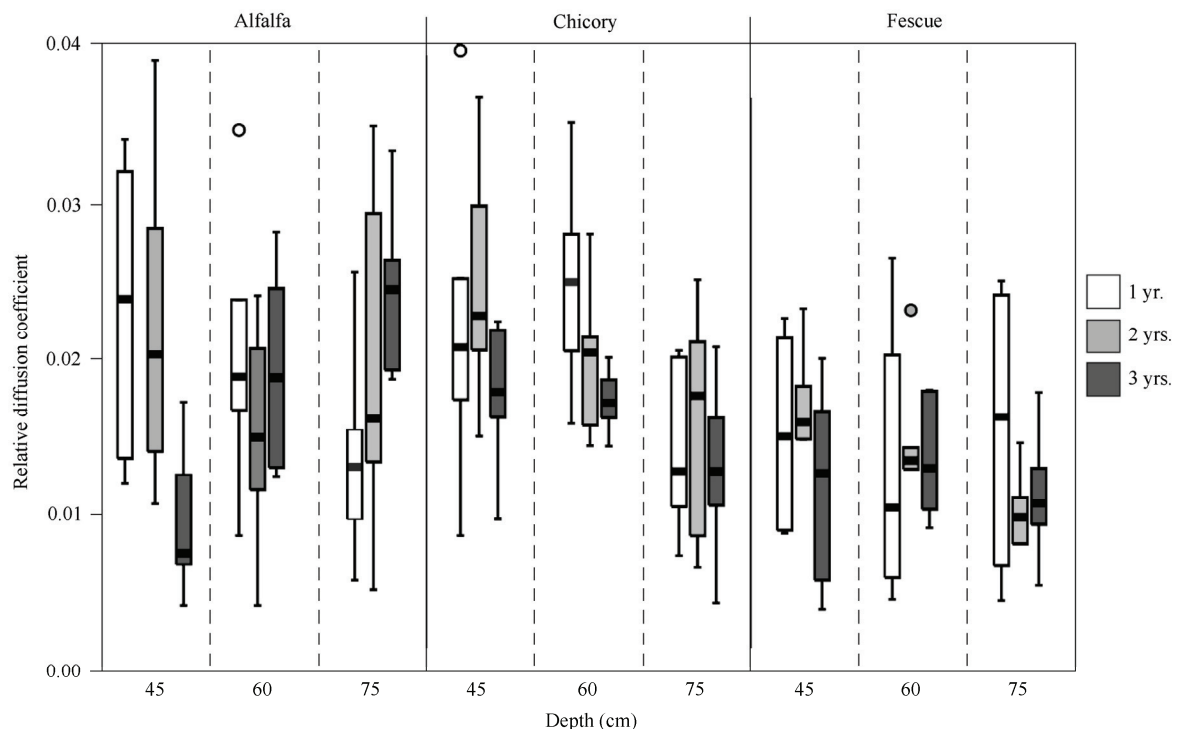 Alfalfa Chicory Fescue
0.04
0.03
0.02
0.01
0.00
Relative diffusion coefficient
45 60 75 45 60 75 45 60 75
Depth (cm)
1 yr.
2 yrs.
3 yrs.